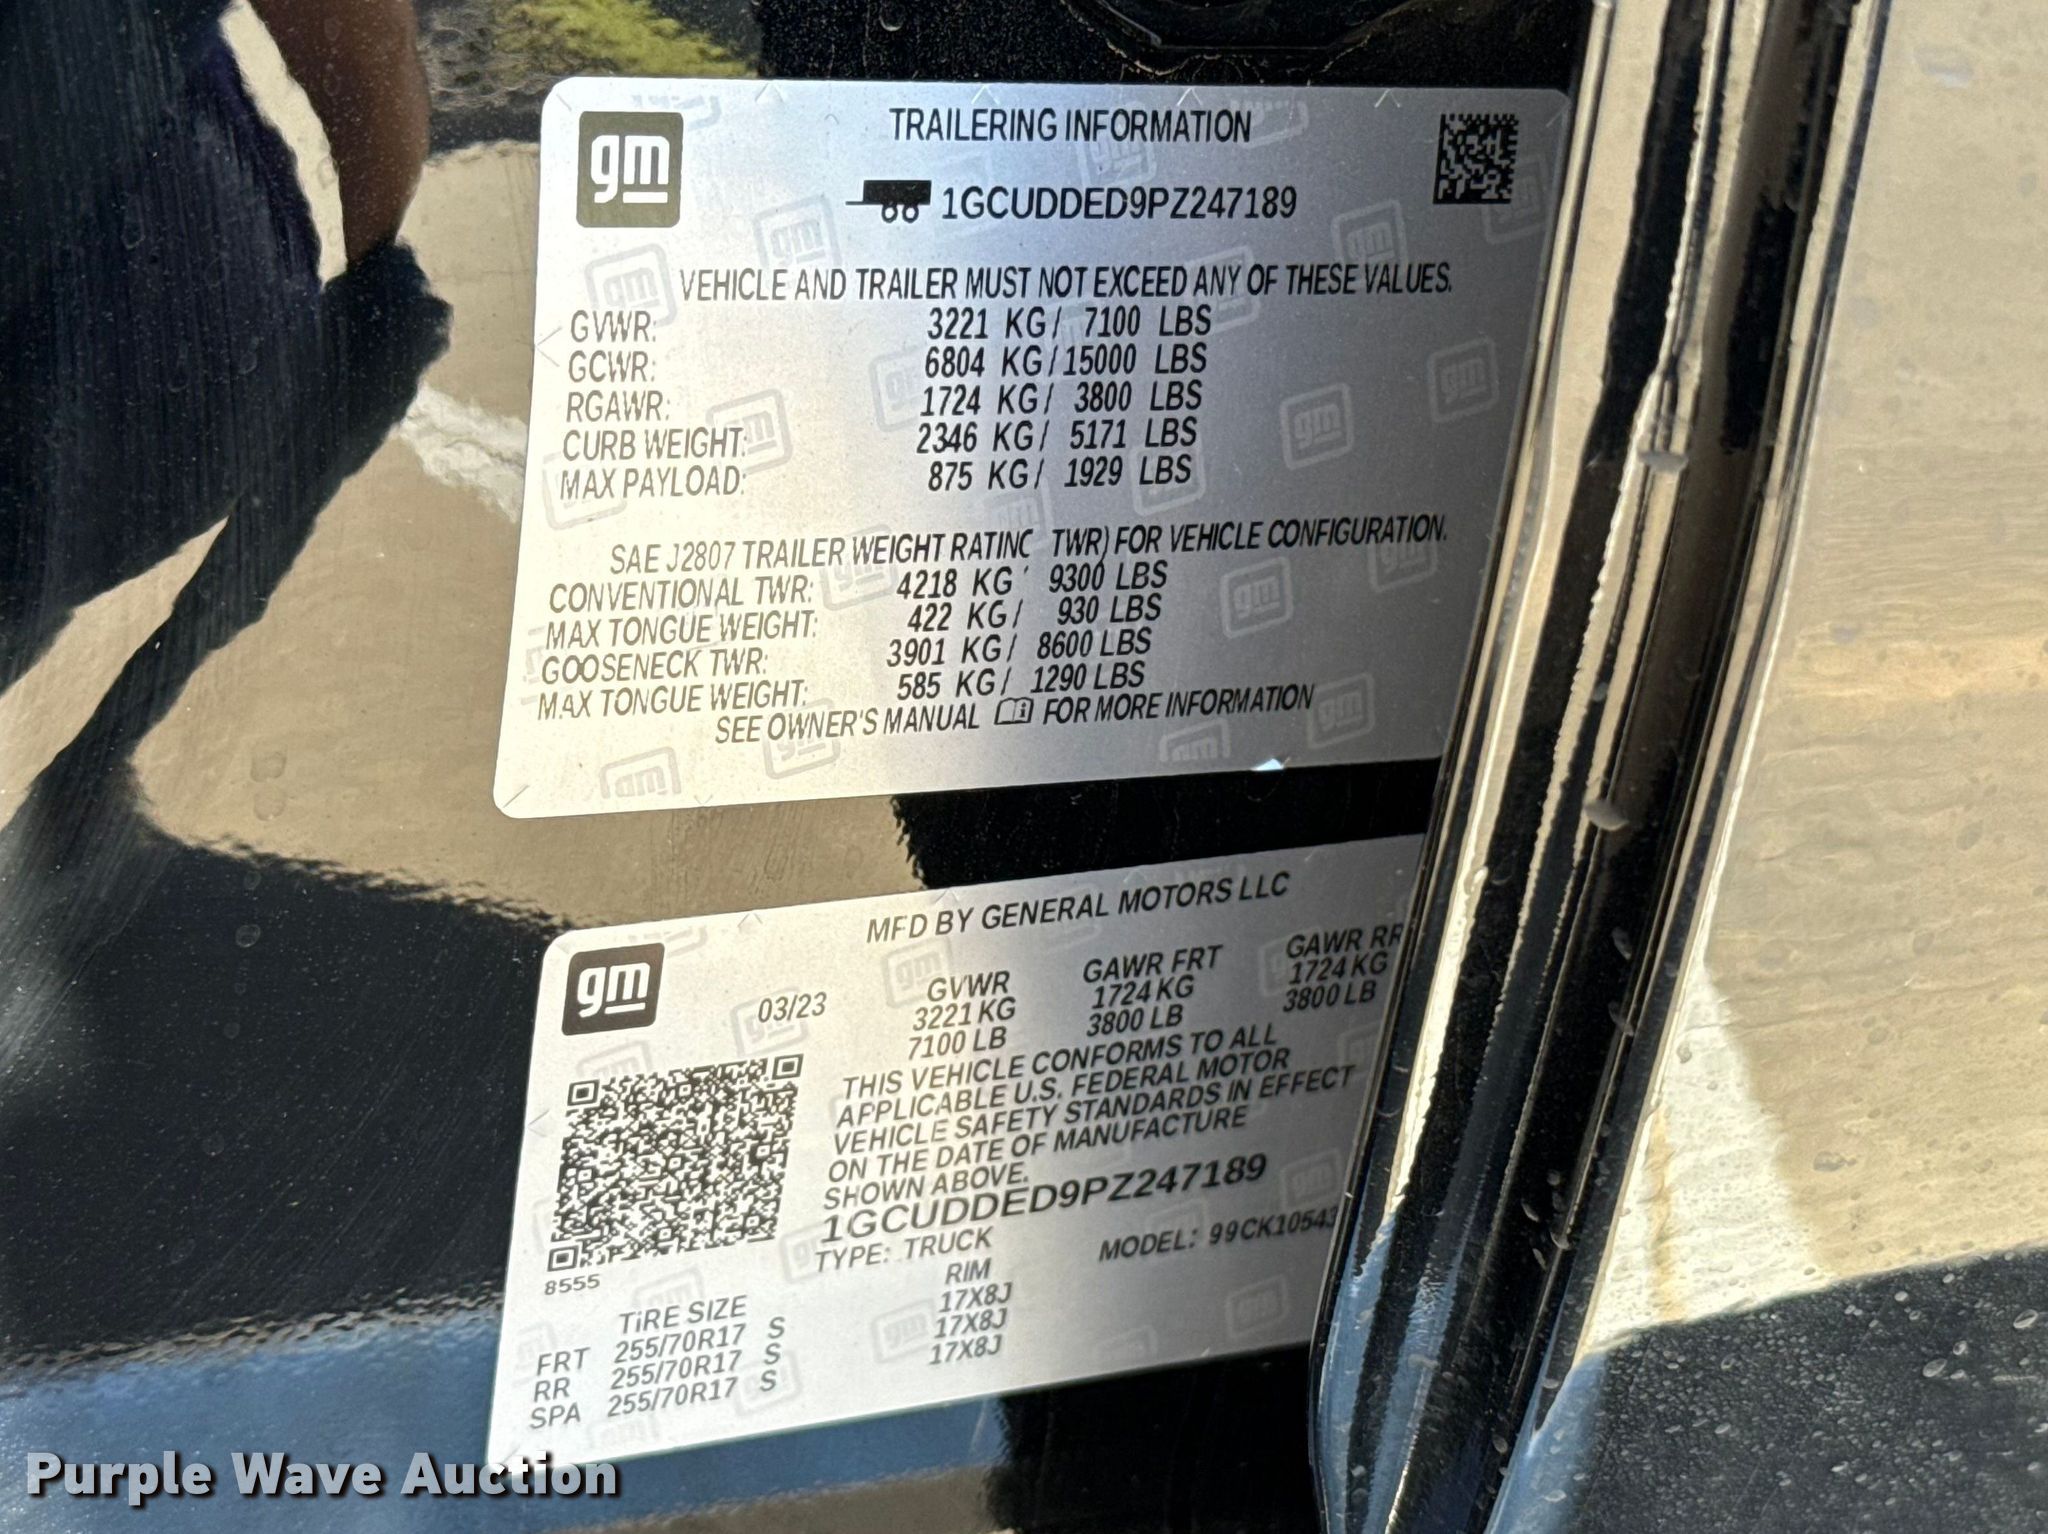 gm
TRAILERING INFORMATION
1GCUDDED9PZ247189
VEHICLE AND TRAILER MUST NOT EXCEED ANY OF THESE VALUES.
GVWR: 3221 KG/ 7100 LBS
GCWR: 6804 KG/15000 LBS
RGAWR: 1724 KG/ 3800 LBS
CURB WEIGHT: 2346 KG/ 5171 LBS
MAX PAYLOAD: 875 KG/ 1929 LBS
SAE J2807 TRAILER WEIGHT RATING TWR) FOR VEHICLE CONFIGURATION.
CONVENTIONAL TWR: 4218 KG 9300 LBS
MAX TONGUE WEIGHT: 422 KG/ 930 LBS
GOOSENECK TWR: 3901 KG/ 8600 LBS
MAX TONGUE WEIGHT: 585 KG/ 1290 LBS
SEE OWNER'S MANUAL FOR MORE INFORMATION
gm
MFD BY GENERAL MOTORS LLC
03/23
GVWR GAWR FRT GAWR RR
3221 KG 1724 KG 1724 KG
7100 LB 3800 LB 3800 LB
THIS VEHICLE CONFORMS TO ALL
APPLICABLE U.S. FEDERAL MOTOR
VEHICLE SAFETY STANDARDS IN EFFECT
ON THE DATE OF MANUFACTURE
SHOWN ABOVE.
1GCUDDED9PZ247189
TYPE: TRUCK MODEL: 99CK10543
8555
TIRE SIZE RIM
FRT 255/70R17 S 17X8J
RR 255/70R17 S 17X8J
SPA 255/70R17 S 17X8J
Purple Wave Auction